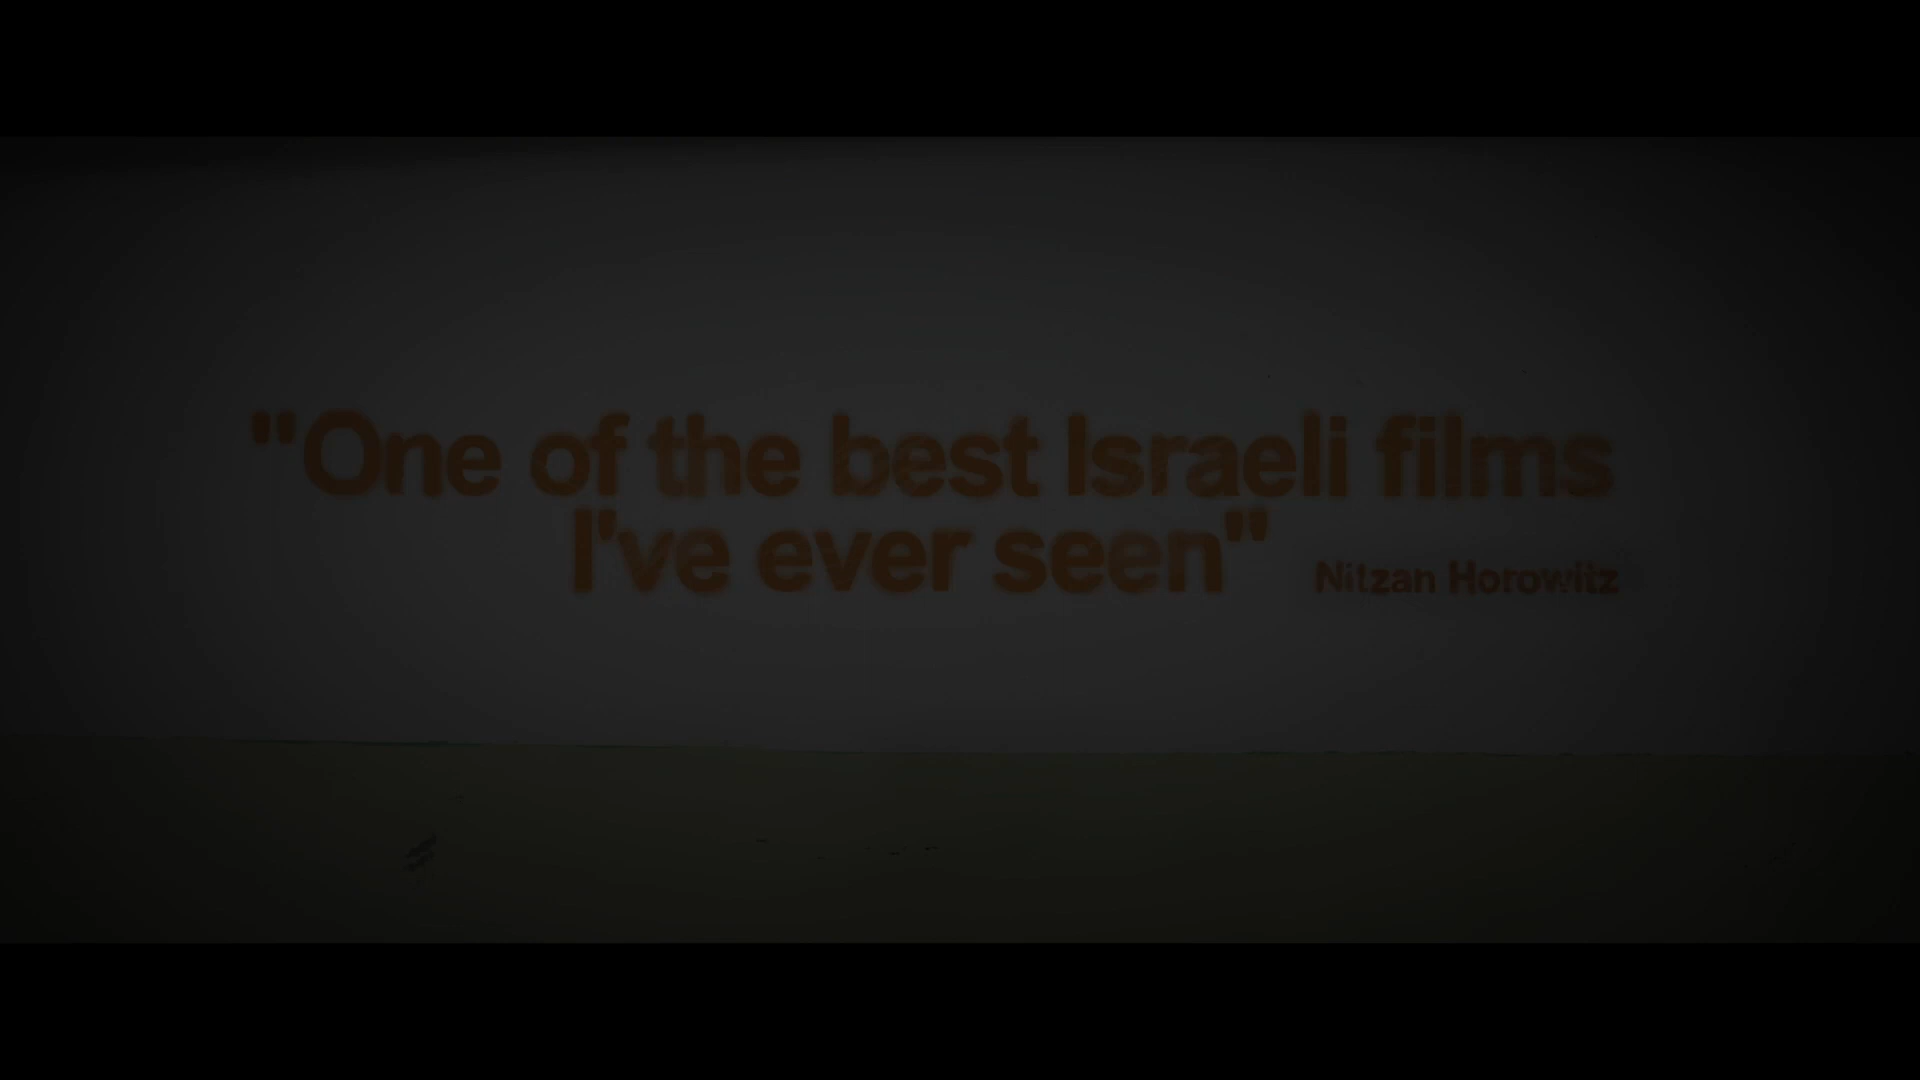 "One of the best Israeli films
I've ever seen" Nitzan Horowitz